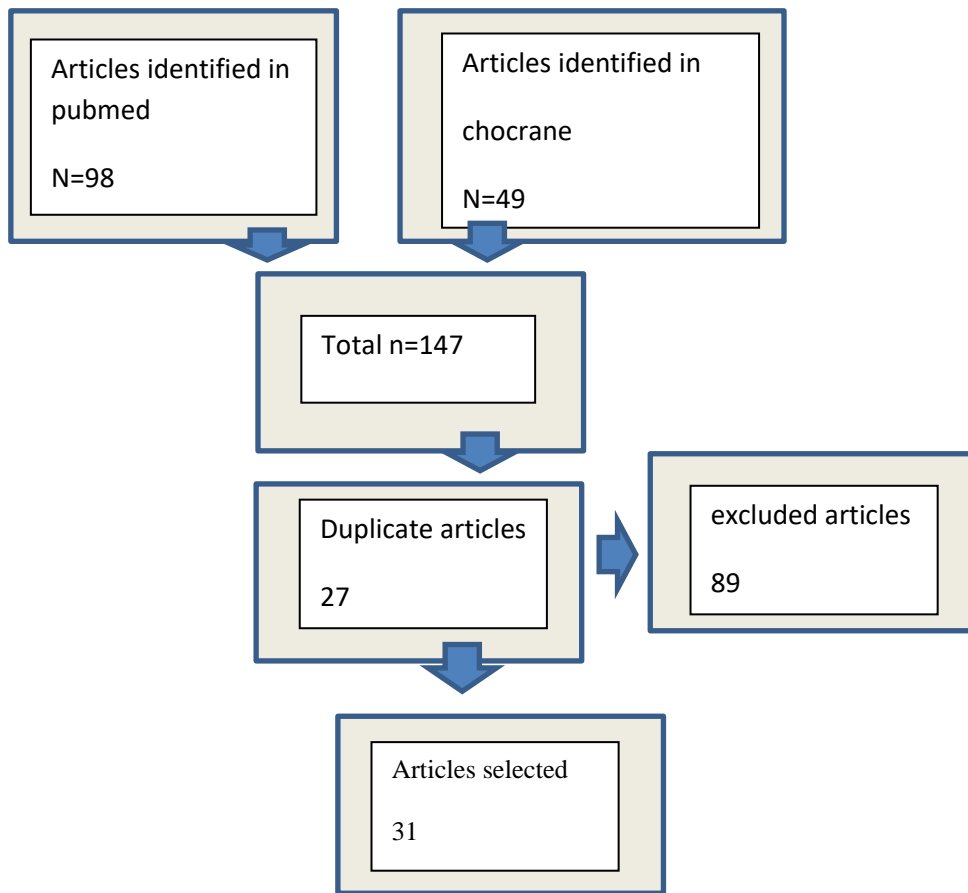 Articles identified in
pubmed
N=98
Articles identified in
chocrane
N=49
Total n=147
Duplicate articles
27
excluded articles
89
Articles selected
31